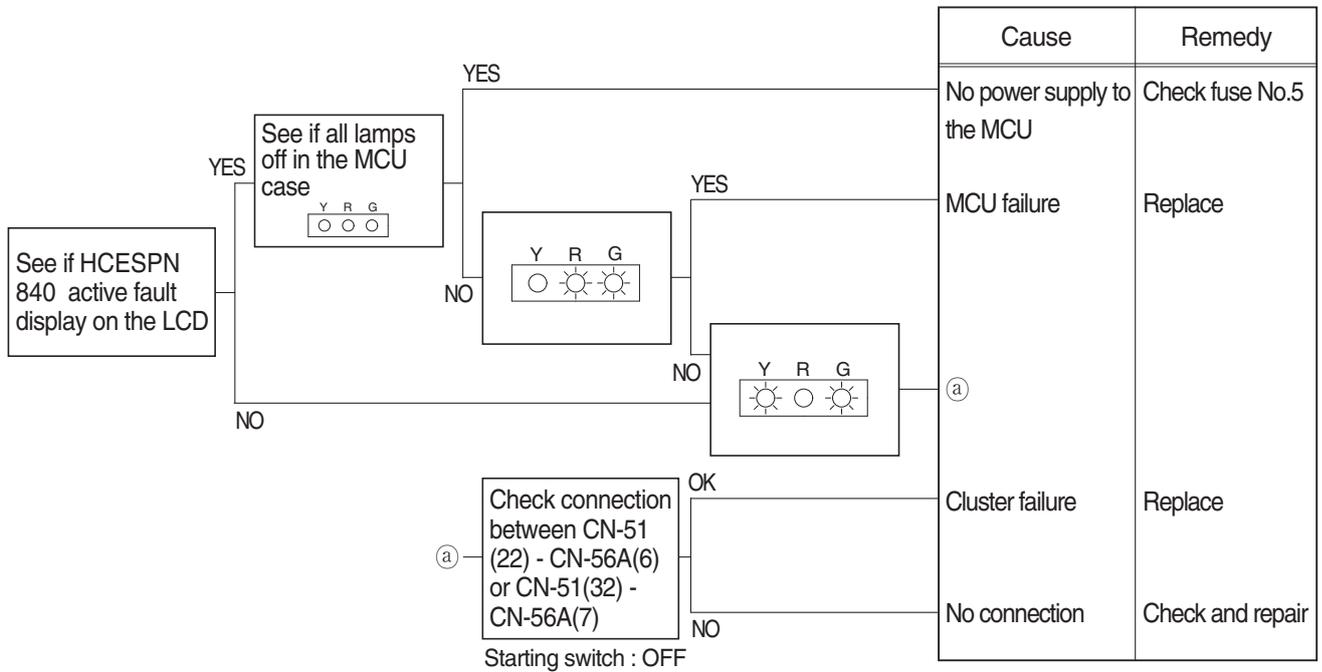 Cause Remedy
YES
No power supply to Check fuse No.5
the MCU
See if all lamps
off in the MCU
case
Y R G
YES
YES
MCU failure Replace
See if HCESPN
840 active fault
display on the LCD
Y R G
NO
NO
Y R G
ⓐ
NO
OK
Check connection
between CN-51
(22) - CN-56A(6)
or CN-51(32) -
CN-56A(7)
Cluster failure Replace
ⓐ
No connection Check and repair
NO
Starting switch : OFF